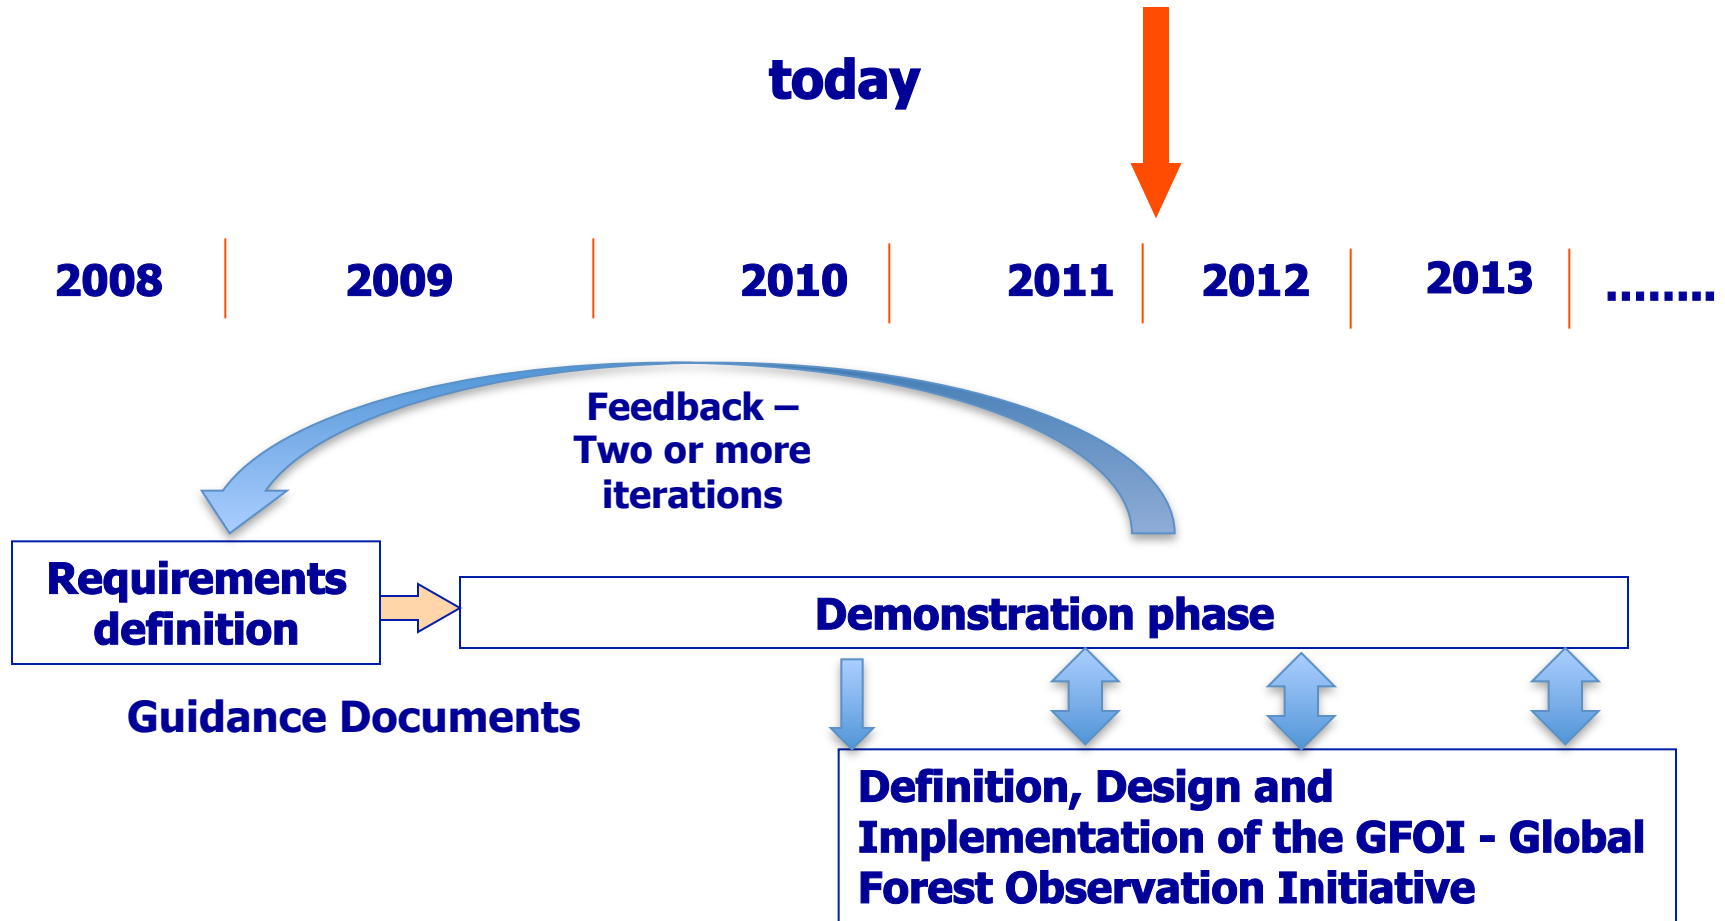 today
2008 2009 2010 2011 2012 2013 ........
Feedback –
Two or more
iterations
Requirements
definition
Demonstration phase
Guidance Documents
Definition, Design and
Implementation of the GFOI - Global
Forest Observation Initiative